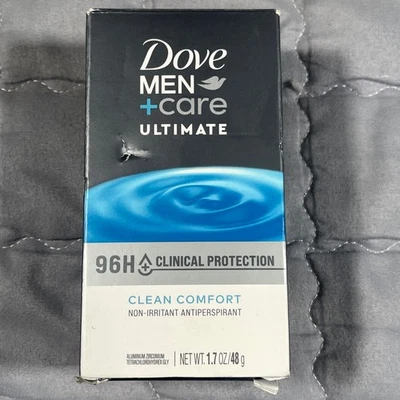 Dove
MEN
+care
ULTIMATE
96H CLINICAL PROTECTION
CLEAN COMFORT
NON-IRRITANT ANTIPERSPIRANT
ALUMINUM ZIRCONIUM
TETRACHLOROHYDREX GLY
NET WT. 1.7 OZ/48 g